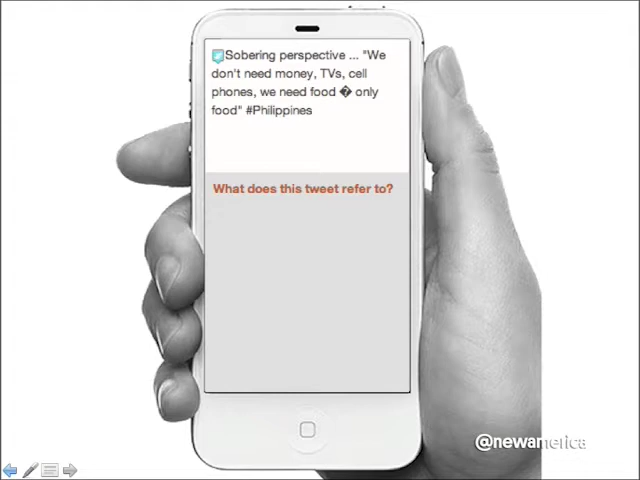 Sobering perspective ... "We
don't need money, TVs, cell
phones, we need food � only
food" #Philippines
What does this tweet refer to?
@newamerica